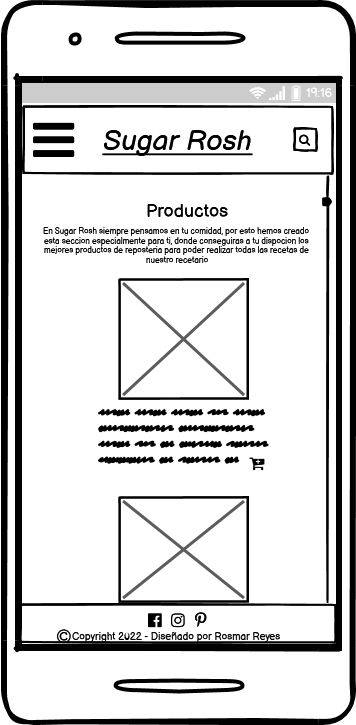 19:16
Sugar Rosh
Productos
En Sugar Rosh siempre pensamos en tu comidad, por esto hemos creado
esta seccion especialmente para ti, donde conseguiras a tu dispocion los
mejores productos de reposteria para poder realizar todas las recetas de
nuestro recetario
©Copyright 2022 - Diseñado por Rosmar Reyes